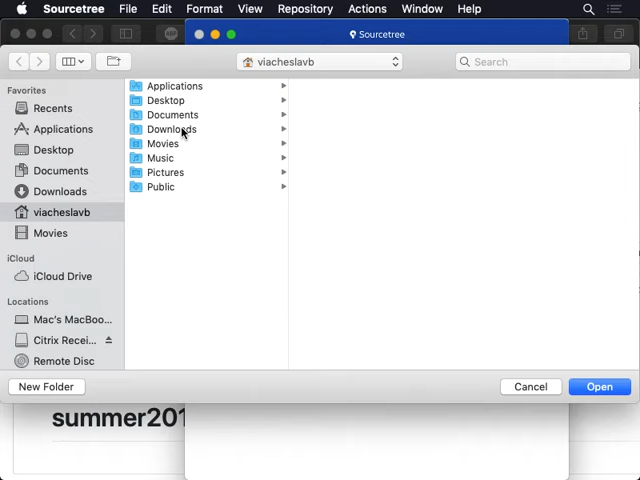 Sourcetree File Edit Format View Repository Actions Window Help
Sourcetree
viacheslavb
Search
Favorites
Recents
Applications
Desktop
Documents
Downloads
viacheslavb
Movies
iCloud
iCloud Drive
Locations
Mac's MacBoo...
Citrix Recei...
Remote Disc
Applications
Desktop
Documents
Downloads
Movies
Music
Pictures
Public
New Folder
Cancel
Open
summer201